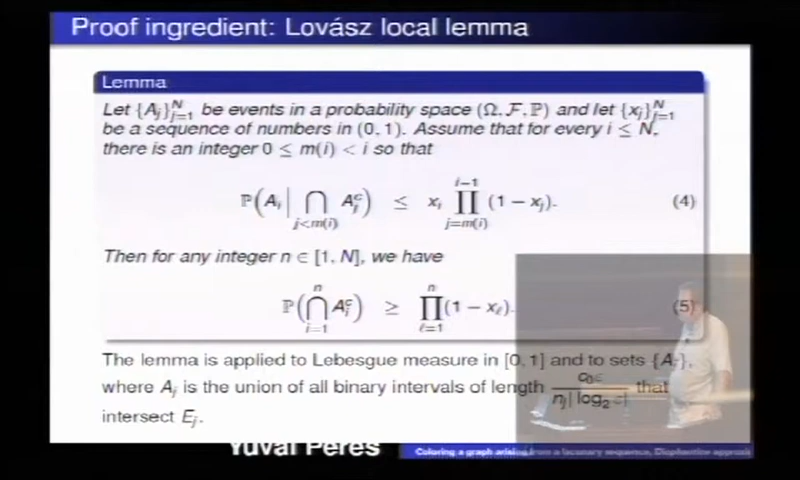 Proof ingredient: Lovász local lemma
Lemma
Let {A_j}_{j=1}^N be events in a probability space (Ω, F, ℙ) and let {x_j}_{j=1}^N
be a sequence of numbers in (0, 1). Assume that for every i ≤ N,
there is an integer 0 ≤ m(i) < i so that
ℙ(A_i | ⋂_{j<m(i)} A_j^c) ≤ x_i ∏_{j=m(i)}^{i−1} (1 − x_j). (4)
Then for any integer n ∈ [1, N], we have
ℙ(⋂_{i=1}^n A_i^c) ≥ ∏_{ℓ=1}^n (1 − x_ℓ). (5)
The lemma is applied to Lebesgue measure in [0, 1] and to sets {A_j},
where A_j is the union of all binary intervals of length c_0ε / n_j|log_2 ε| that
intersect E_j.
Yuval Peres
Coloring a graph arising from a lacunary sequence, Diophantine approxi